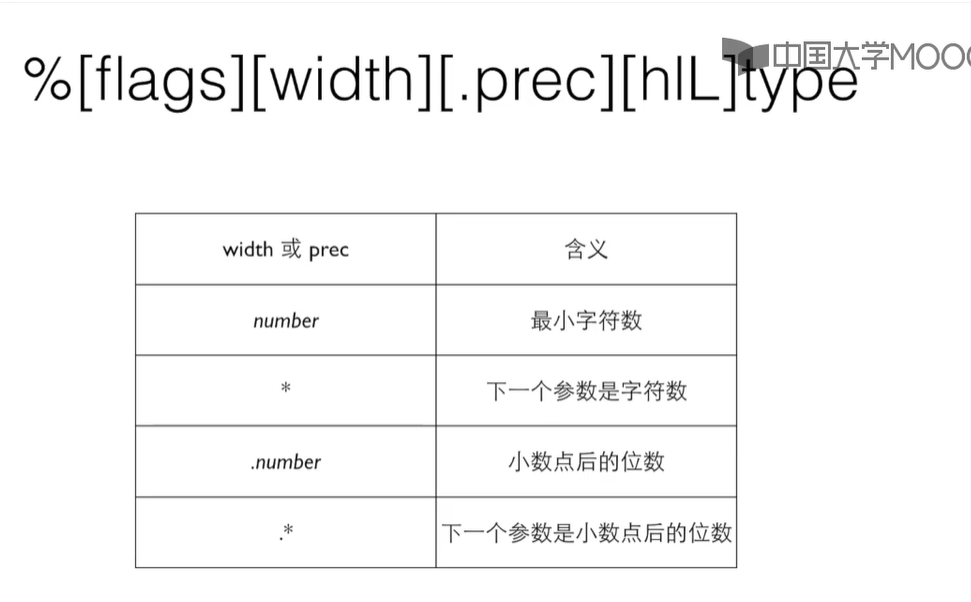 %[flags][width][.prec][hlL]type
中国大学MOOC
width 或 prec
含义
number
最小字符数
*
下一个参数是字符数
.number
小数点后的位数
.*
下一个参数是小数点后的位数